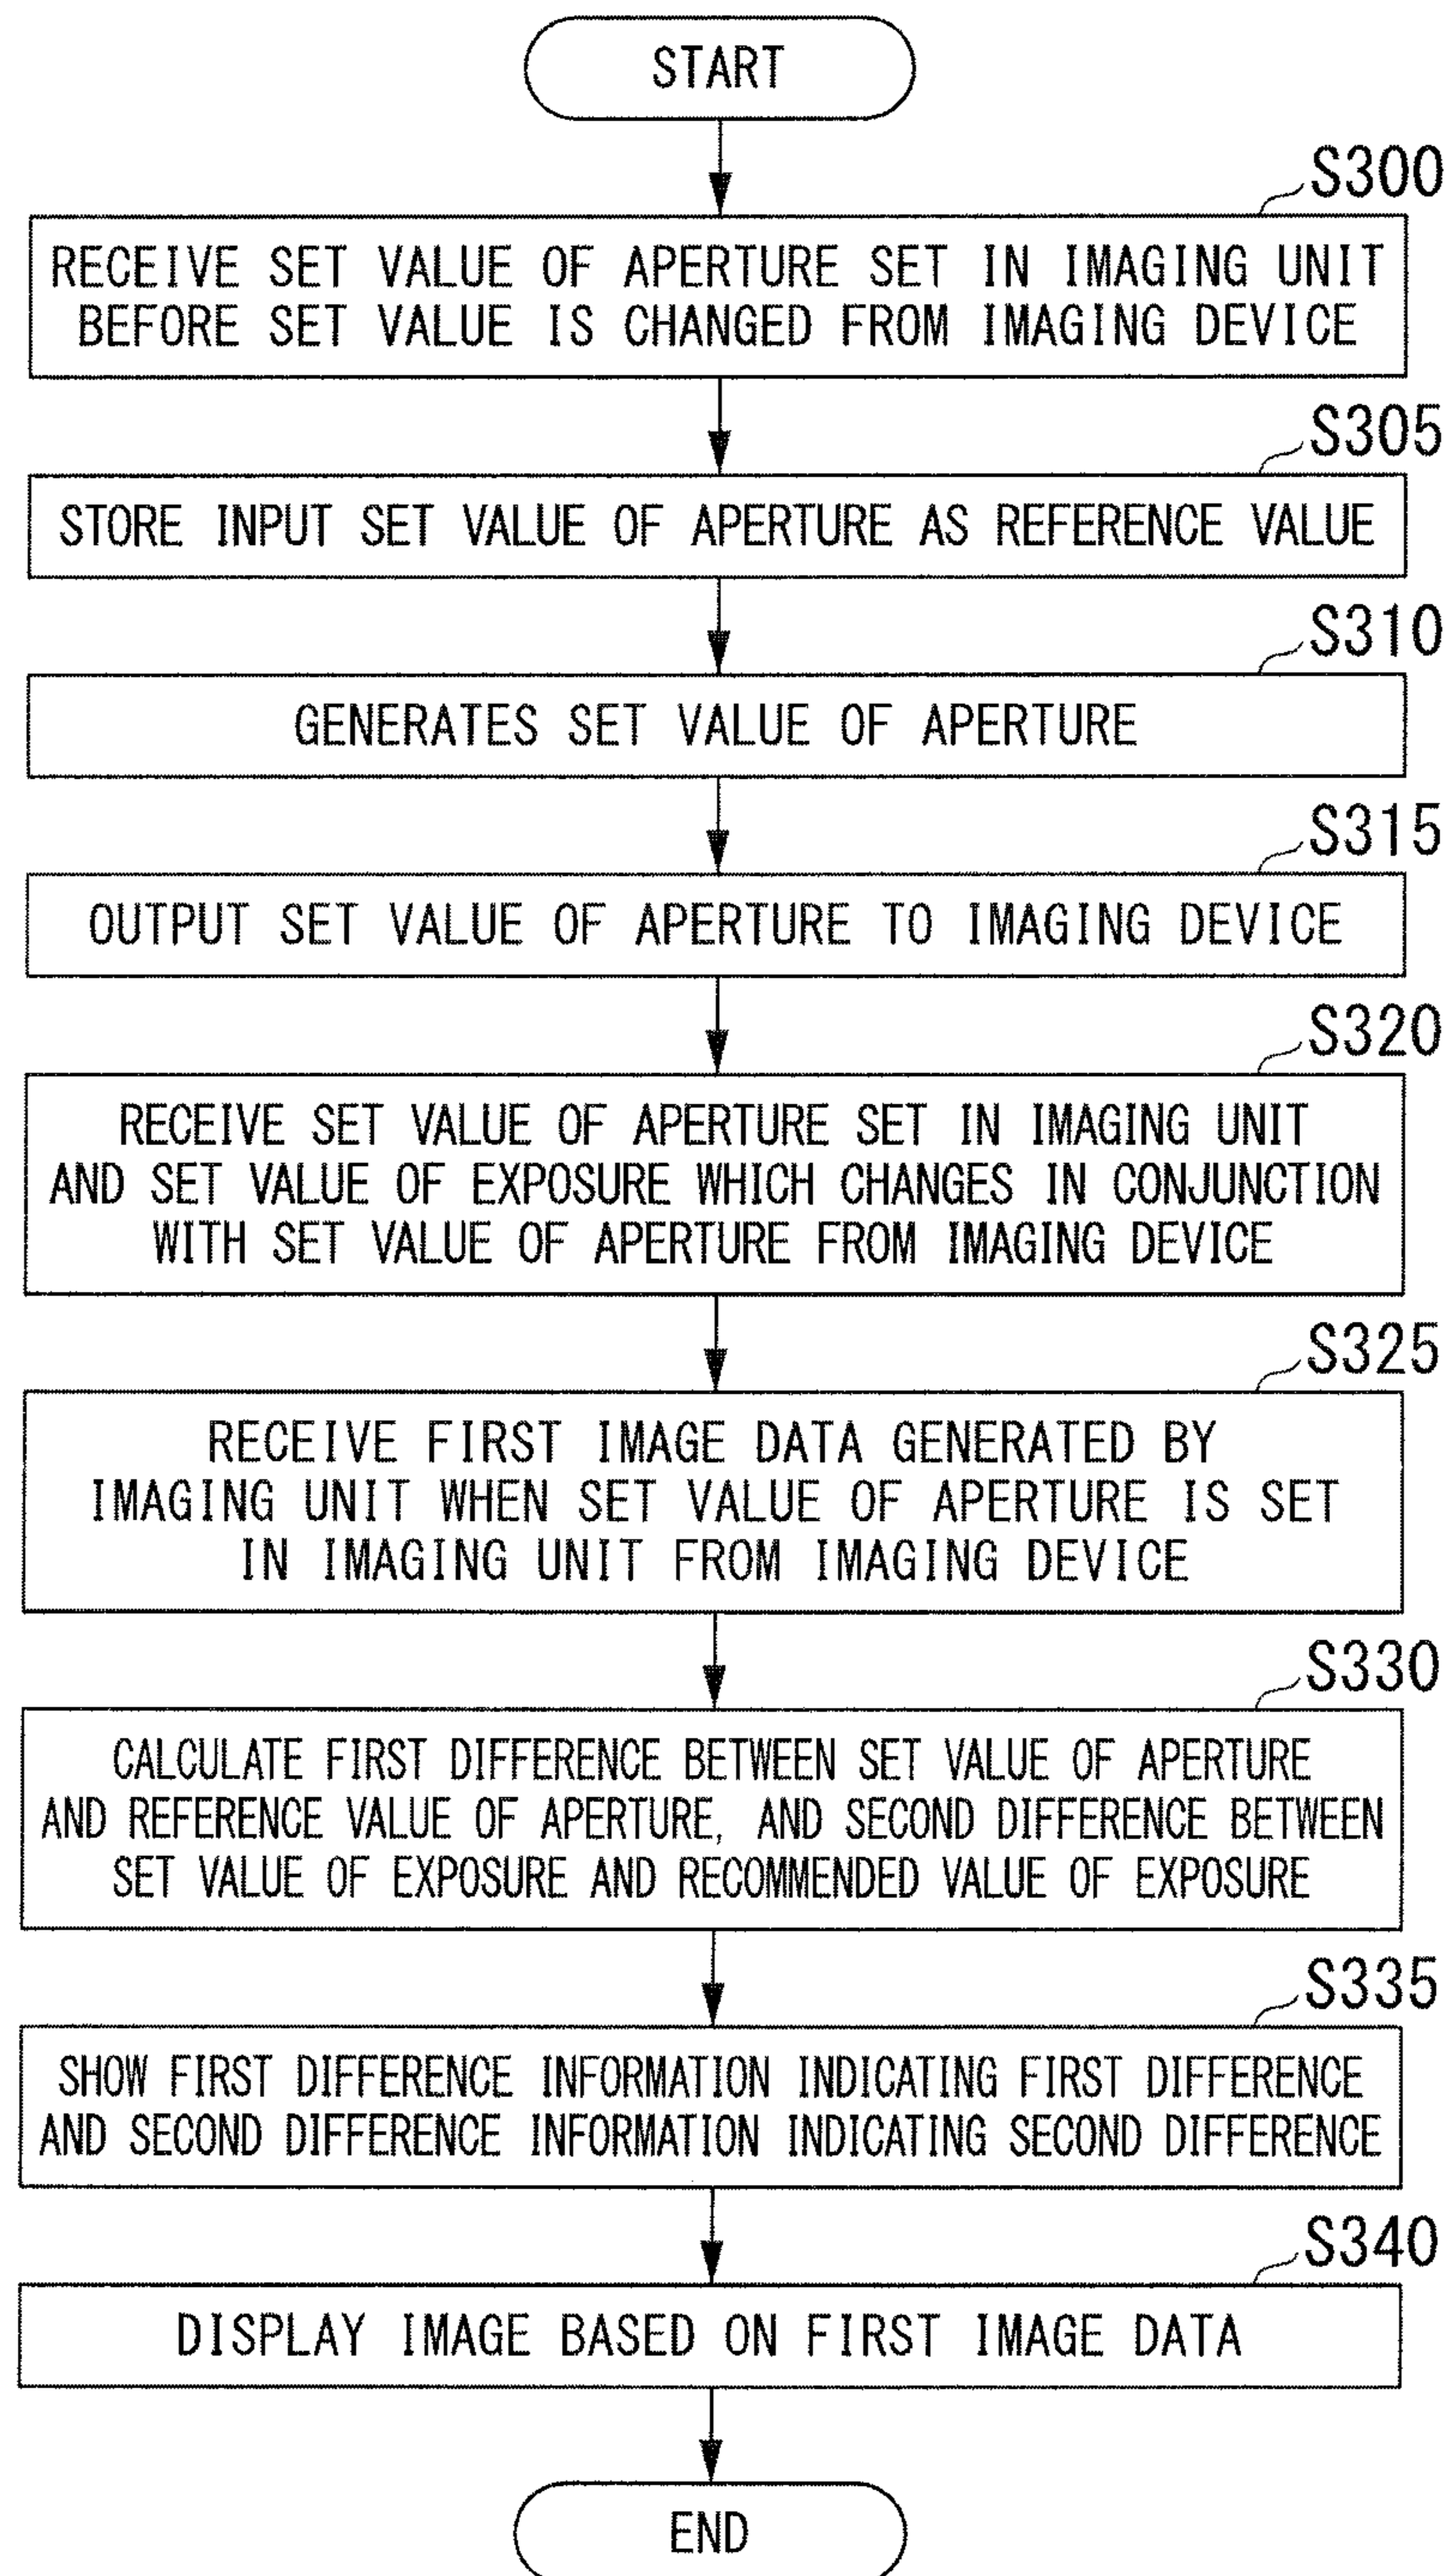 START
S300
RECEIVE SET VALUE OF APERTURE SET IN IMAGING UNIT
BEFORE SET VALUE IS CHANGED FROM IMAGING DEVICE
S305
STORE INPUT SET VALUE OF APERTURE AS REFERENCE VALUE
S310
GENERATES SET VALUE OF APERTURE
S315
OUTPUT SET VALUE OF APERTURE TO IMAGING DEVICE
S320
RECEIVE SET VALUE OF APERTURE SET IN IMAGING UNIT
AND SET VALUE OF EXPOSURE WHICH CHANGES IN CONJUNCTION
WITH SET VALUE OF APERTURE FROM IMAGING DEVICE
S325
RECEIVE FIRST IMAGE DATA GENERATED BY
IMAGING UNIT WHEN SET VALUE OF APERTURE IS SET
IN IMAGING UNIT FROM IMAGING DEVICE
S330
CALCULATE FIRST DIFFERENCE BETWEEN SET VALUE OF APERTURE
AND REFERENCE VALUE OF APERTURE, AND SECOND DIFFERENCE BETWEEN
SET VALUE OF EXPOSURE AND RECOMMENDED VALUE OF EXPOSURE
S335
SHOW FIRST DIFFERENCE INFORMATION INDICATING FIRST DIFFERENCE
AND SECOND DIFFERENCE INFORMATION INDICATING SECOND DIFFERENCE
S340
DISPLAY IMAGE BASED ON FIRST IMAGE DATA
END